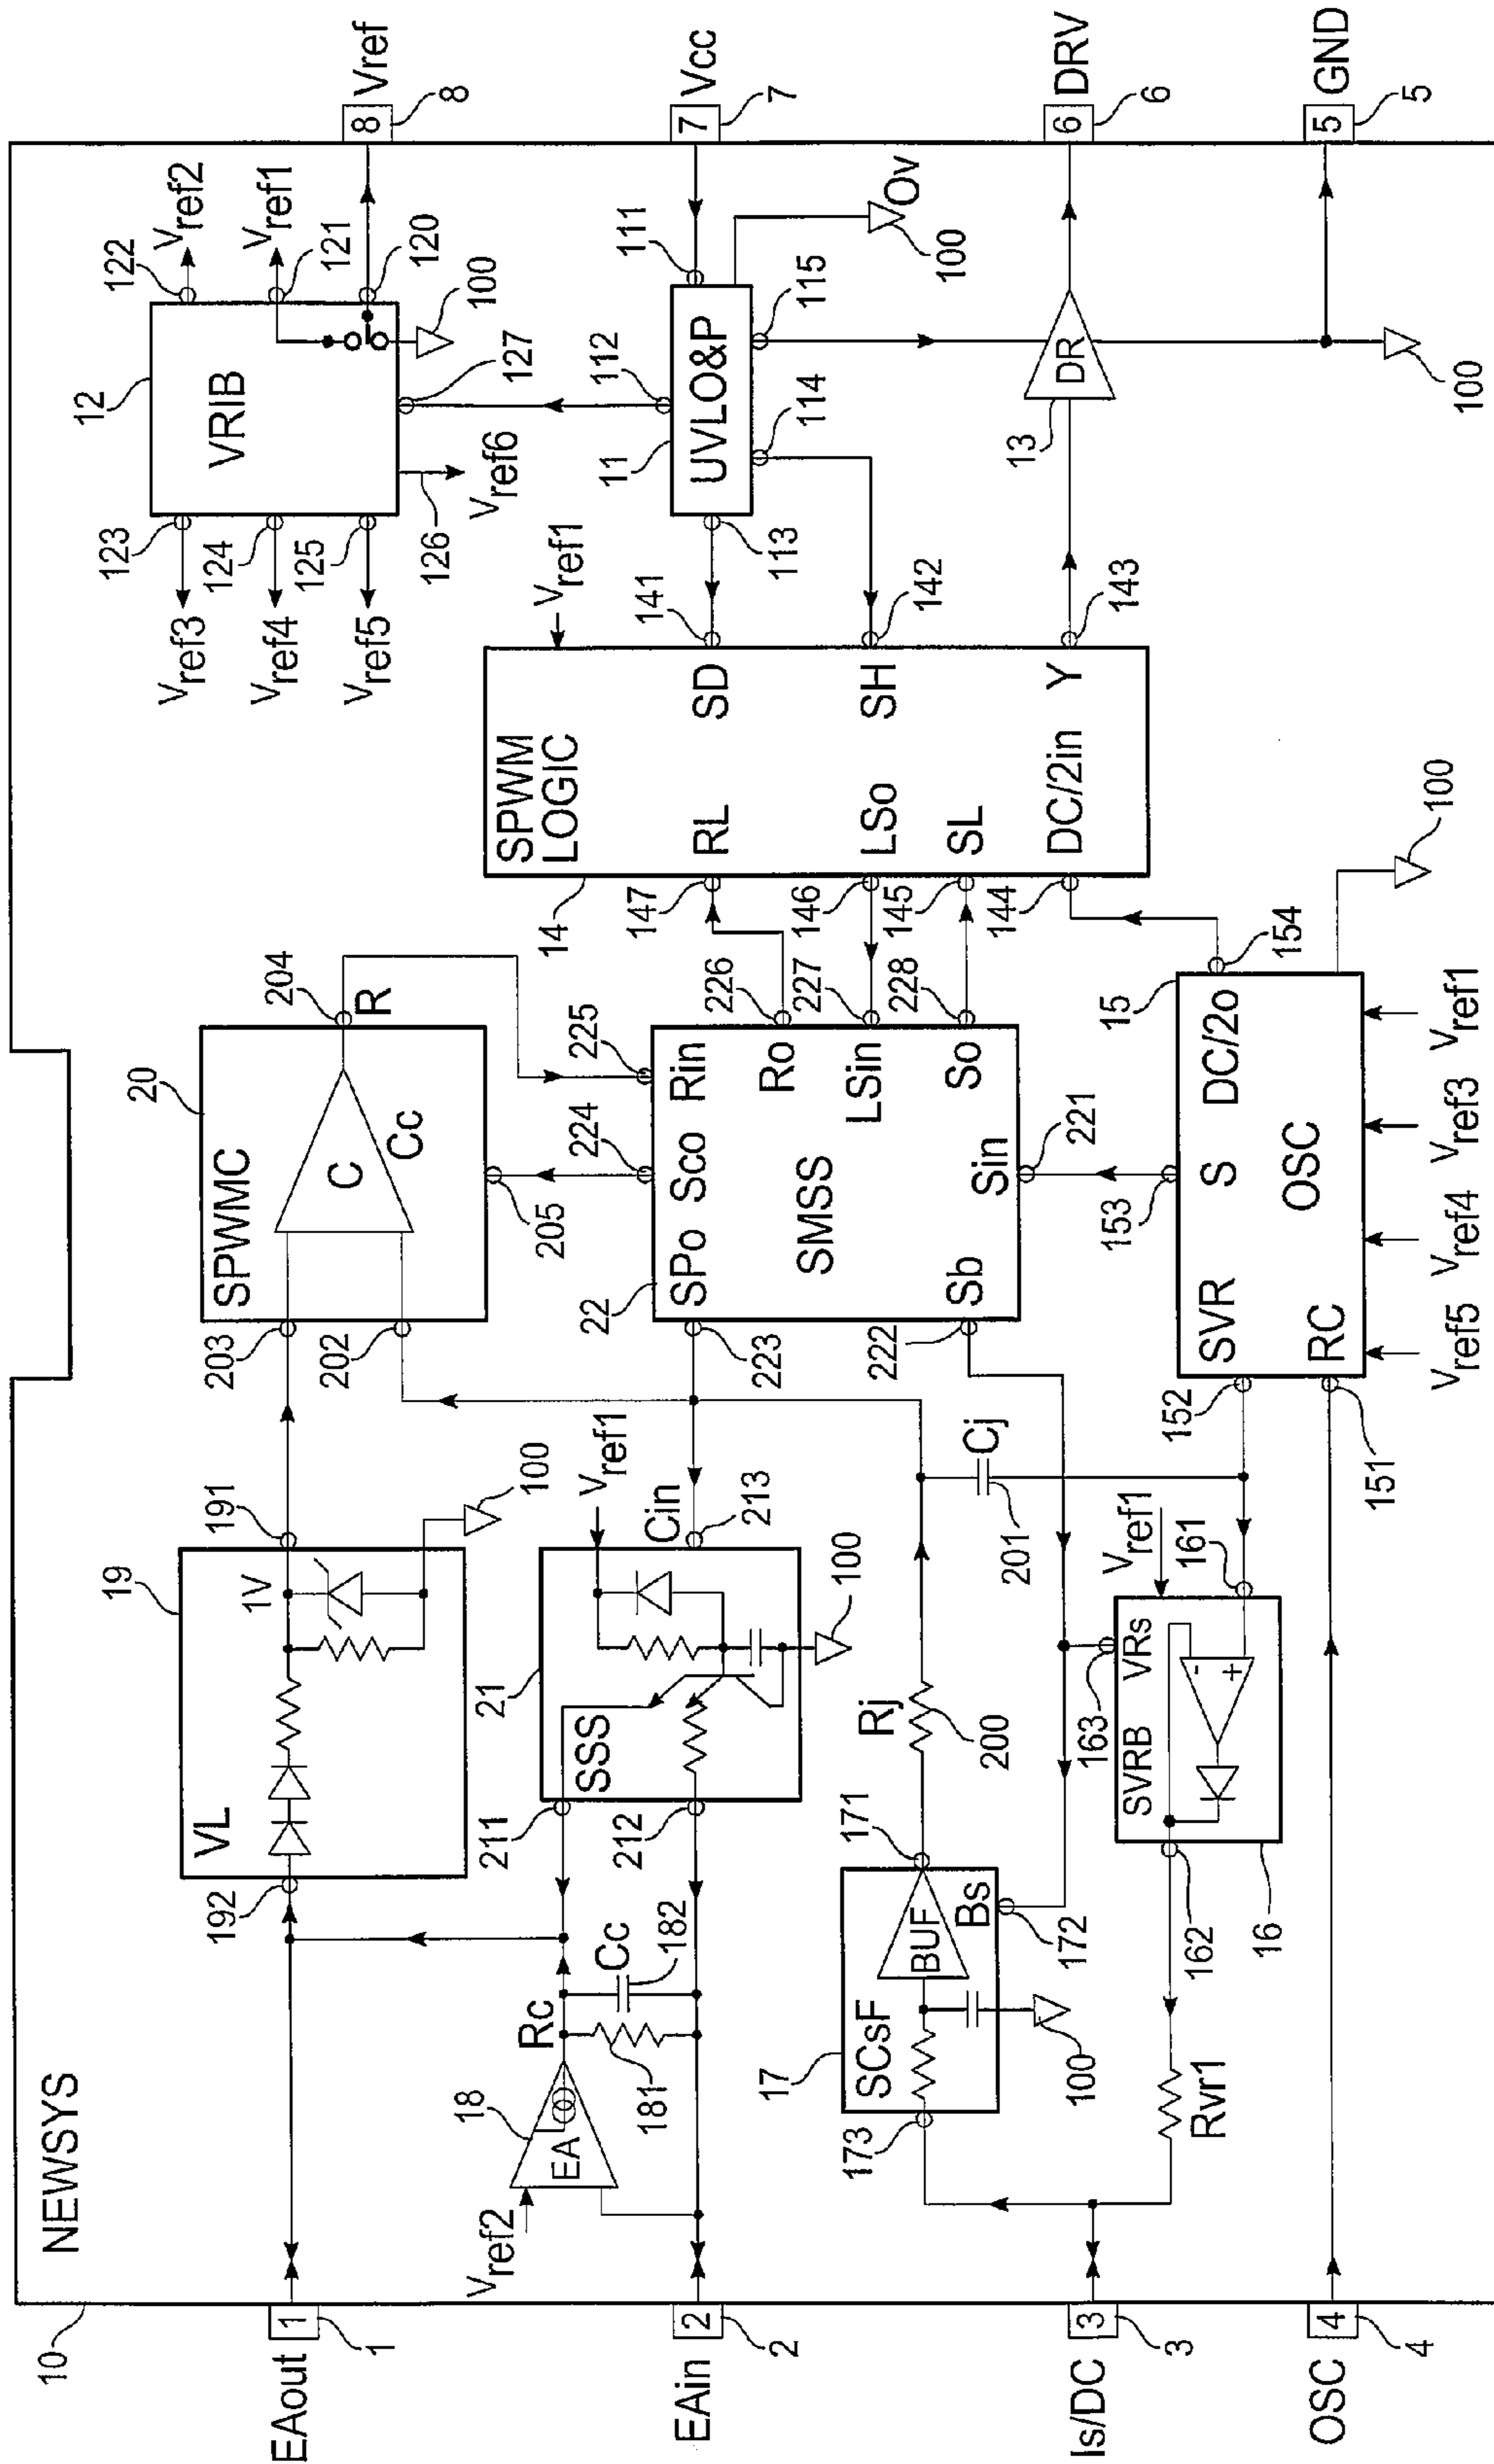 NEWSYS
10
EAout
1
1
EAin
2
2
Is/DC
3
3
OSC
4
4
Vref
8
8
Vcc
7
7
DRV
6
6
GND
5
5
12
VRIB
123
124
125
Vref3
Vref4
Vref5
122
Vref2
Vref1
121
120
100
127
126
Vref6
112
11
UVLO&P
111
115
114
113
Ov
100
13
DR
100
14
SPWM
LOGIC
Vref1
RL
SD
LSo
SH
SL
DC/2in
Y
147
146
145
144
141
142
143
20
SPWMC
C
Cc
204
R
203
202
205
22
SPo
Sco
Rin
Ro
SMSS
LSin
Sb
Sin
So
223
224
225
226
227
228
222
221
15
SVR
S
DC/2o
OSC
RC
152
151
153
154
100
Vref5
Vref4
Vref3
Vref1
19
VL
1V
192
191
100
21
SSS
Vref1
Cin
213
100
211
212
18
EA
Vref2
Rc
181
Cc
182
17
SCsF
BUF
Bs
173
171
172
100
Rj
200
Cj
201
16
SVRB
VRs
-
+
Vref1
161
162
163
Rvr1